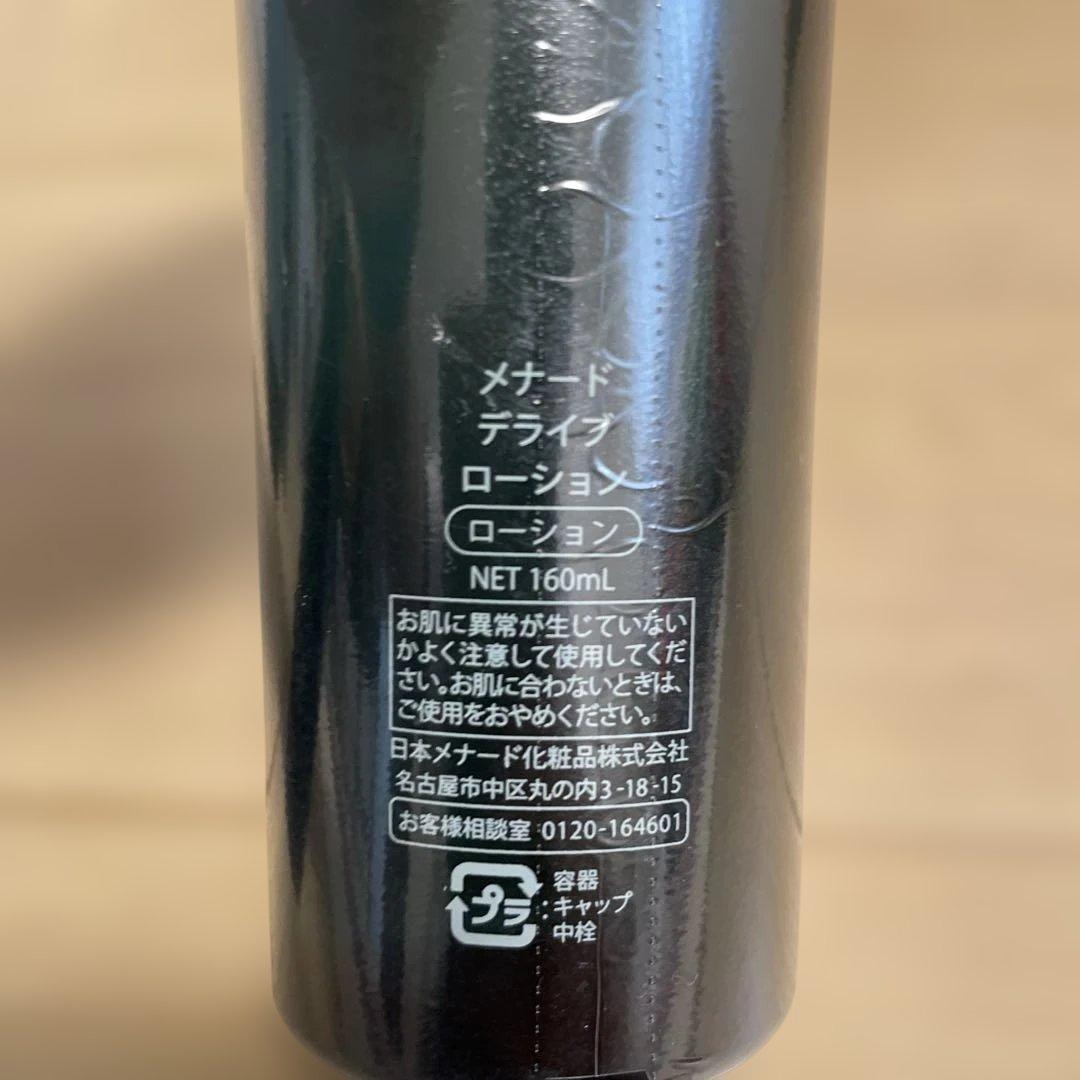 メナード
デライブ
ローション
ローション
NET 160mL
お肌に異常が生じていない
かよく注意して使用してくだ
さい。お肌に合わないときは、
ご使用をおやめください。
日本メナード化粧品株式会社
名古屋市中区丸の内3-18-15
お客様相談室 0120-164601
プラ
:
容器
キャップ
中栓